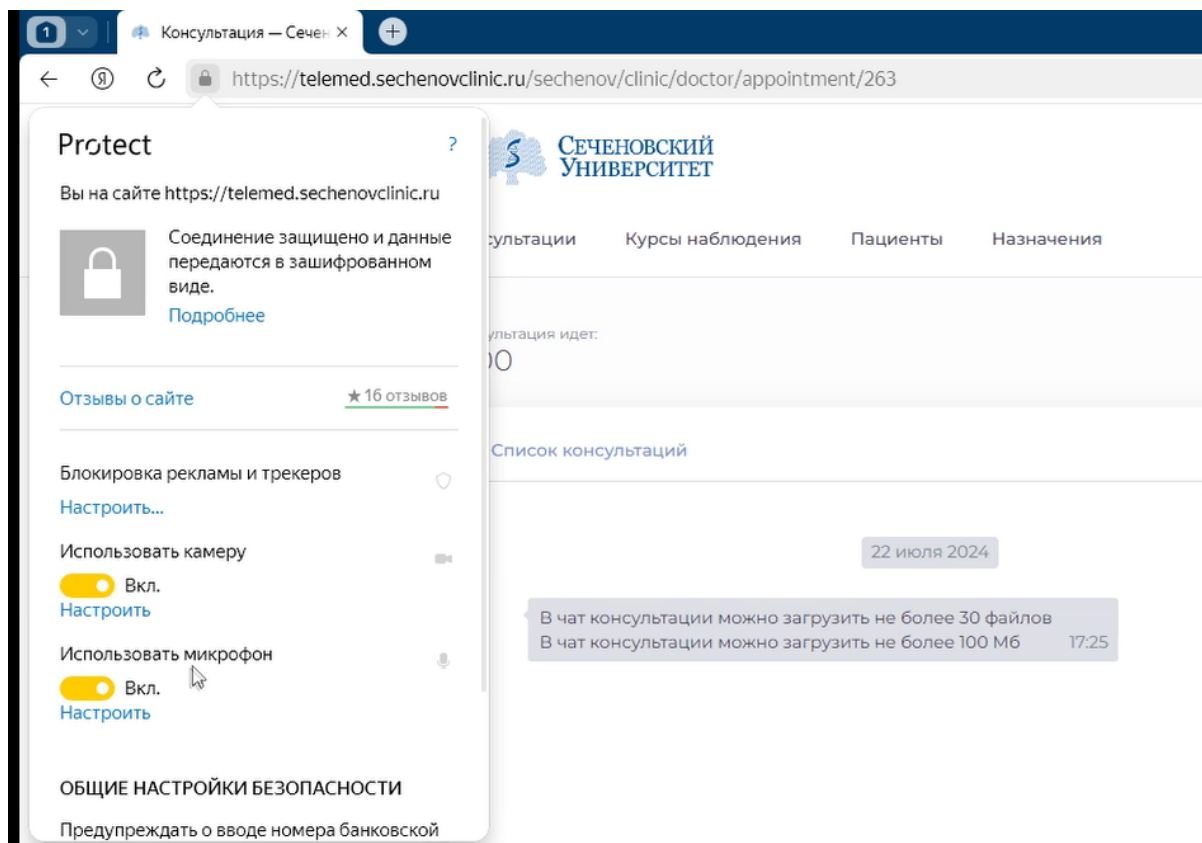 1
Консультация — Сечен
Я
https://telemed.sechenovclinic.ru/sechenov/clinic/doctor/appointment/263
Protect
?
Вы на сайте https://telemed.sechenovclinic.ru
Соединение защищено и данные
передаются в зашифрованном
виде.
Подробнее
Отзывы о сайте
★ 16 отзывов
Блокировка рекламы и трекеров
Настроить...
Использовать камеру
Вкл.
Настроить
Использовать микрофон
Вкл.
Настроить
ОБЩИЕ НАСТРОЙКИ БЕЗОПАСНОСТИ
Предупреждать о вводе номера банковской
СЕЧЕНОВСКИЙ
УНИВЕРСИТЕТ
сультации Курсы наблюдения Пациенты Назначения
ультация идет:
00
Список консультаций
22 июля 2024
В чат консультации можно загрузить не более 30 файлов
В чат консультации можно загрузить не более 100 Мб 17:25